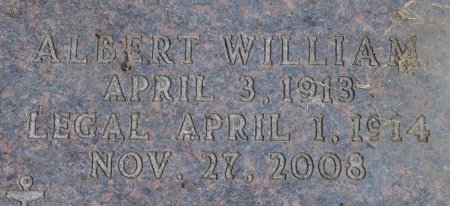 ALBERT WILLIAM
APRIL 3, 1913
LEGAL APRIL 1, 1914
NOV. 27, 2008